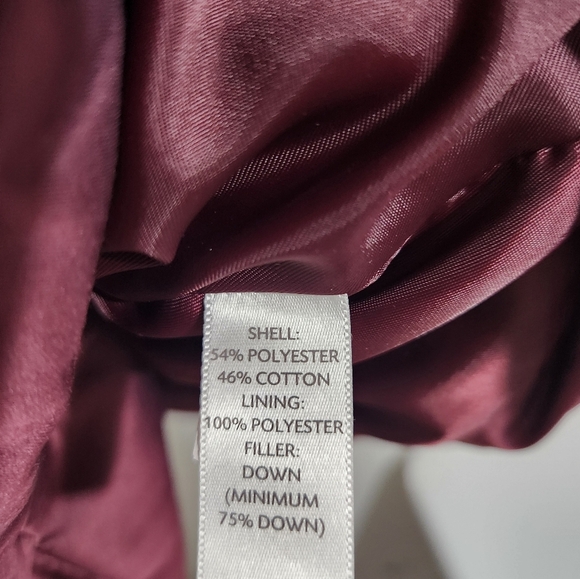 SHELL:
54% POLYESTER
46% COTTON
LINING:
100% POLYESTER
FILLER:
DOWN
(MINIMUM
75% DOWN)